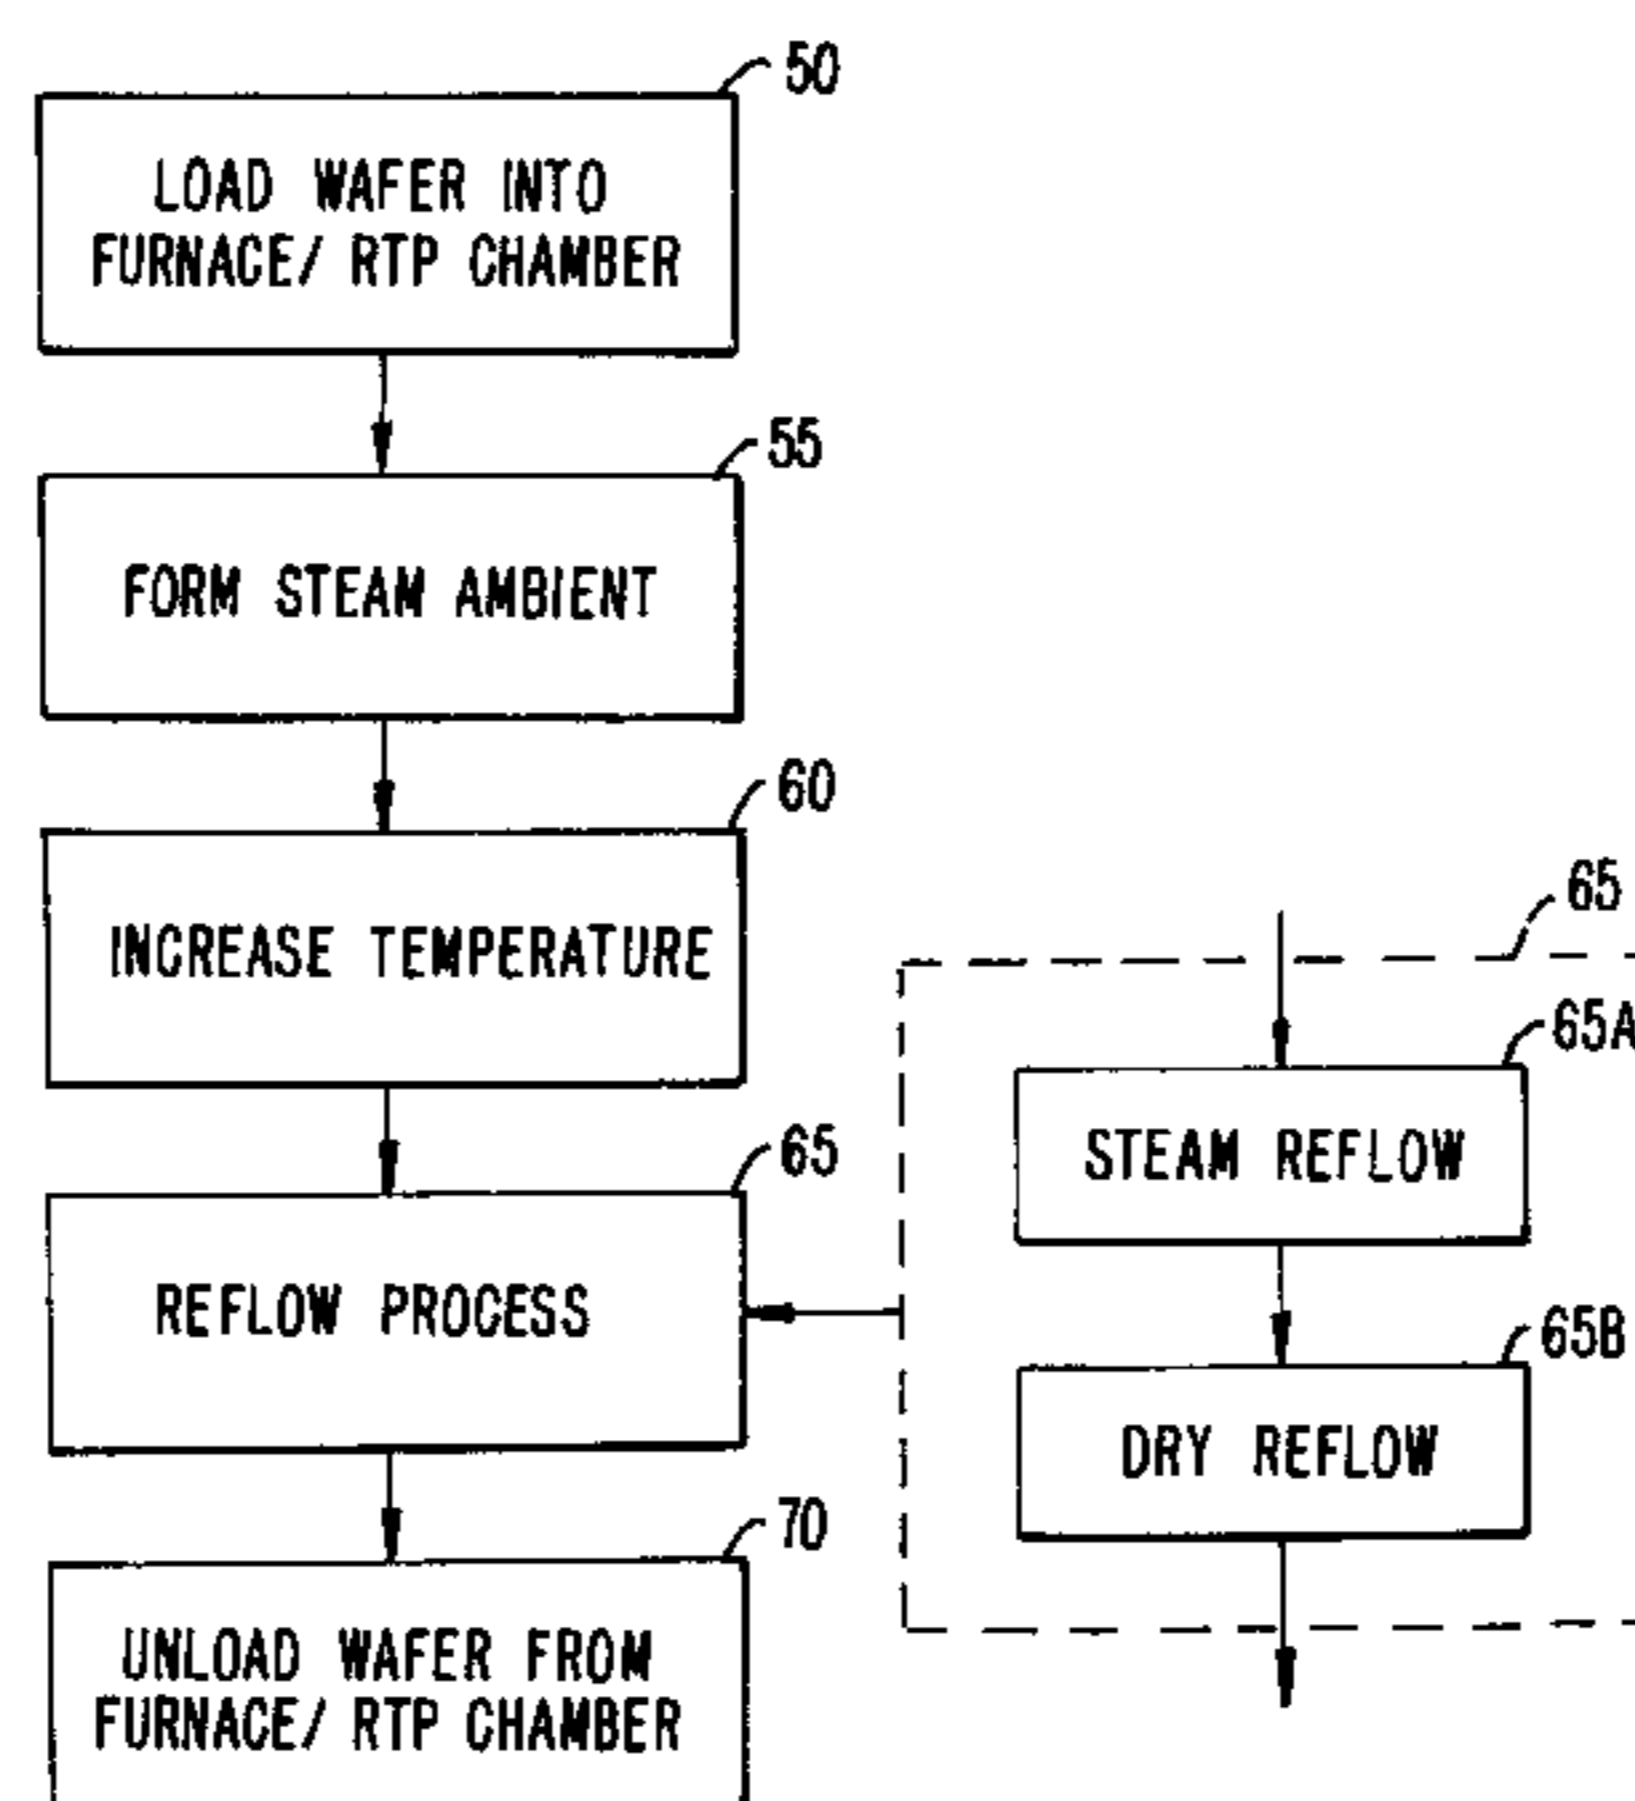 50
LOAD WAFER INTO
FURNACE/ RTP CHAMBER
55
FORM STEAM AMBIENT
60
INCREASE TEMPERATURE
65
REFLOW PROCESS
70
UNLOAD WAFER FROM
FURNACE/ RTP CHAMBER
65
65A
STEAM REFLOW
65B
DRY REFLOW